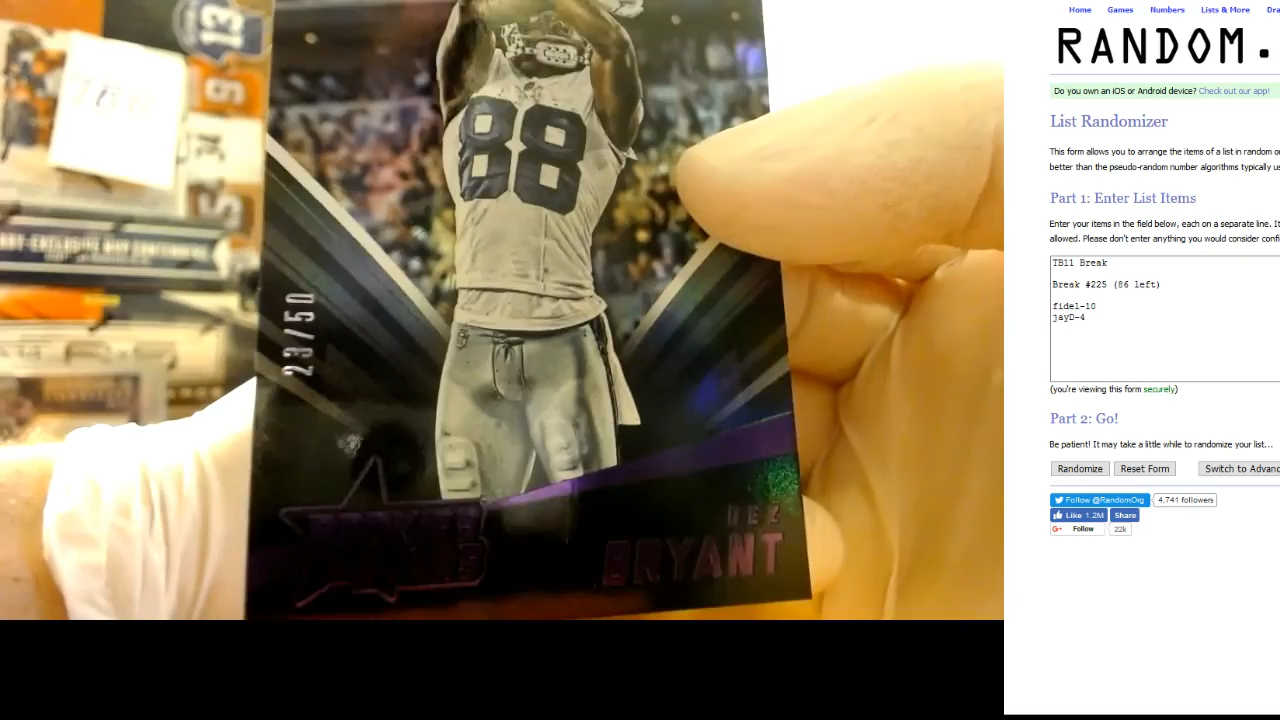 13
9
34
88
23/50
DEZ
BRYANT
Home Games Numbers Lists & More Dra
RANDOM.
Do you own an iOS or Android device? Check out our app!
List Randomizer
This form allows you to arrange the items of a list in random or
better than the pseudo-random number algorithms typically us
Part 1: Enter List Items
Enter your items in the field below, each on a separate line. It
allowed. Please don't enter anything you would consider confi
TB11 Break
Break #225 (86 left)
fidel-10
jayD-4
(you're viewing this form securely)
Part 2: Go!
Be patient! It may take a little while to randomize your list...
Randomize Reset Form Switch to Advanc
Follow @RandomOrg 4,741 followers
Like 1.2M Share
G+ Follow 22k